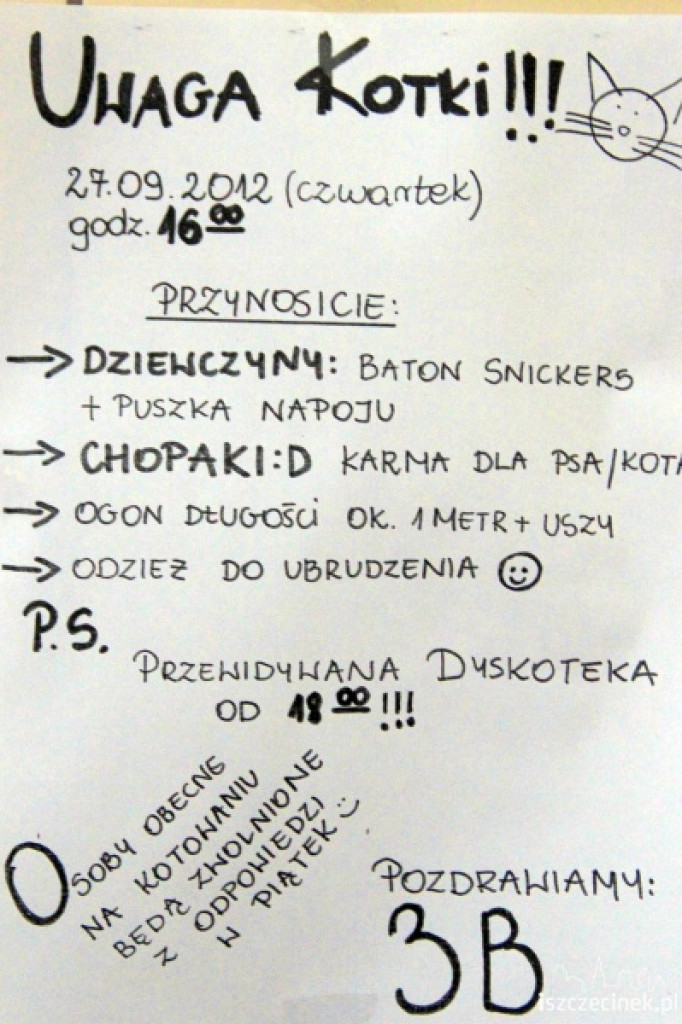 UWAGA KOTKI!!!
27.09.2012 (czwartek)
godz. 16⁰⁰
PRZYNOSICIE:
→ DZIEWCZYNY: BATON SNICKERS
+ PUSZKA NAPOJU
→ CHOPAKI:D KARMA DLA PSA/KOTA
→ OGON DŁUGOŚCI OK. 1 METR + USZY
→ ODZIEŻ DO UBRUDZENIA ☺
P.S.
PRZEWIDYWANA DYSKOTEKA
OD 18⁰⁰ !!!
OSOBY OBECNE
NA KOTOWANIU
BĘDĄ ZWOLNIONE
Z ODPOWIEDZI
W PIĄTEK :)
POZDRAWIAMY:
3B
iszczecinek.pl